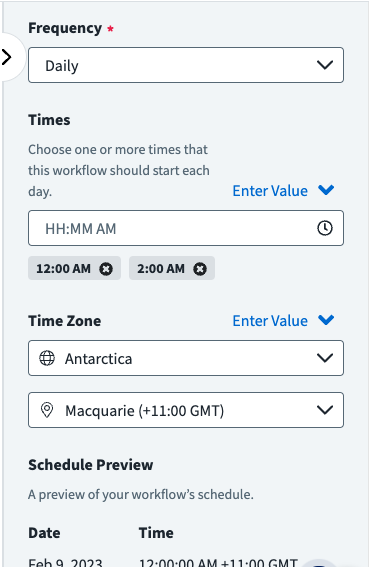 Frequency *
Daily
Times
Choose one or more times that
this workflow should start each
day.
Enter Value
HH:MM AM
12:00 AM
2:00 AM
Time Zone
Enter Value
Antarctica
Macquarie (+11:00 GMT)
Schedule Preview
A preview of your workflow’s schedule.
Date Time
Feb 9, 2023 12:00:00 AM +11:00 GMT